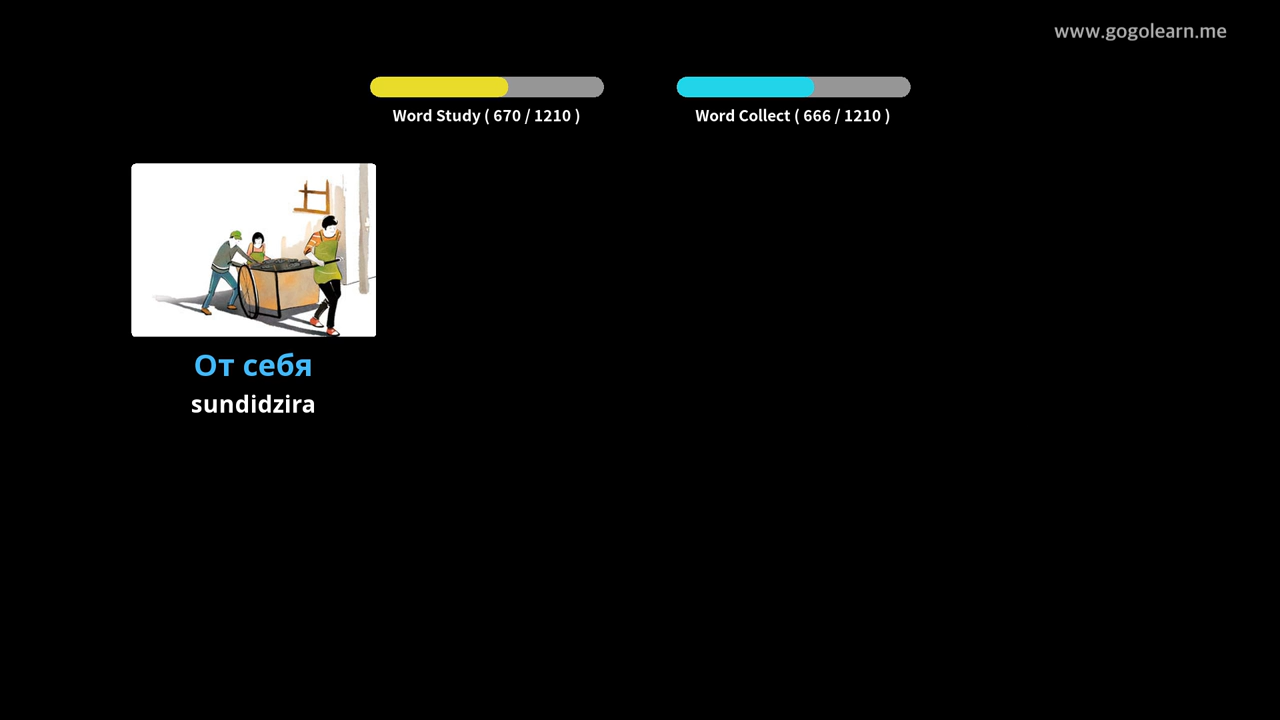 www.gogolearn.me
Word Study ( 670 / 1210 )
Word Collect ( 666 / 1210 )
От себя
sundidzira